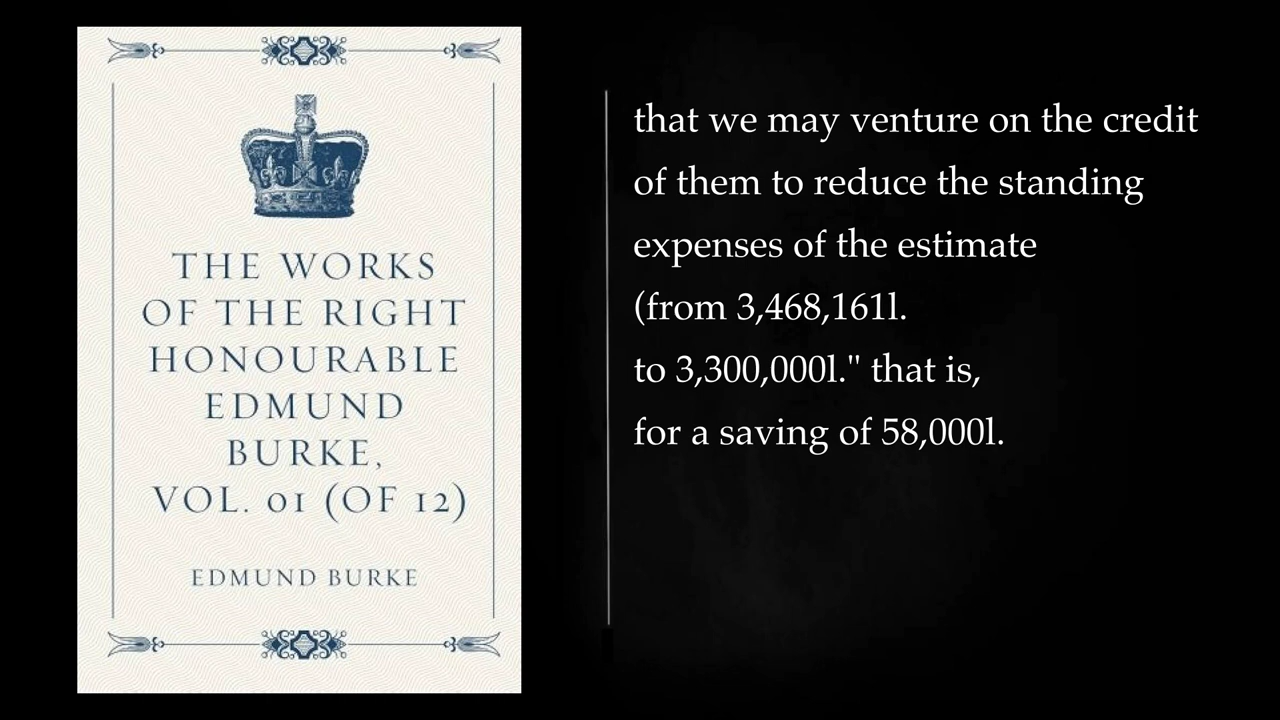 THE WORKS
OF THE RIGHT
HONOURABLE
EDMUND
BURKE,
VOL. 01 (OF 12)
EDMUND BURKE
that we may venture on the credit
of them to reduce the standing
expenses of the estimate
(from 3,468,161l.
to 3,300,000l." that is,
for a saving of 58,000l.